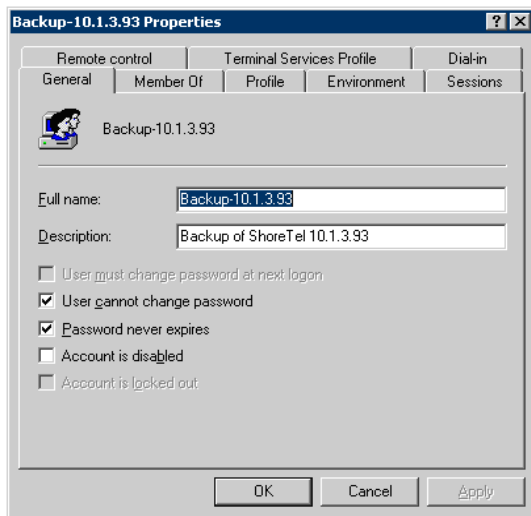 Backup-10.1.3.93 Properties
Remote control Terminal Services Profile Dial-in
General Member Of Profile Environment Sessions
Backup-10.1.3.93
Full name: Backup-10.1.3.93
Description: Backup of ShoreTel 10.1.3.93
User must change password at next logon
User cannot change password
Password never expires
Account is disabled
Account is locked out
OK Cancel Apply